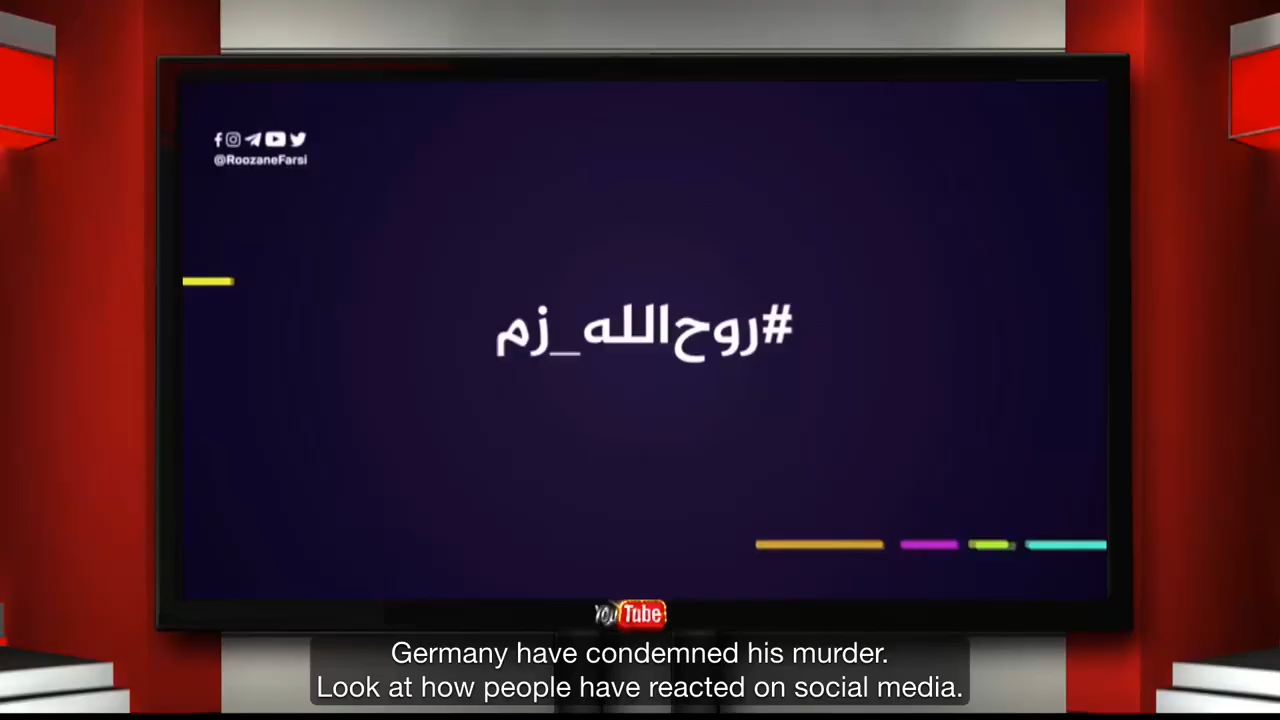 @RoozaneFarsi
#روح‌الله_زم
YouTube
Germany have condemned his murder.
Look at how people have reacted on social media.